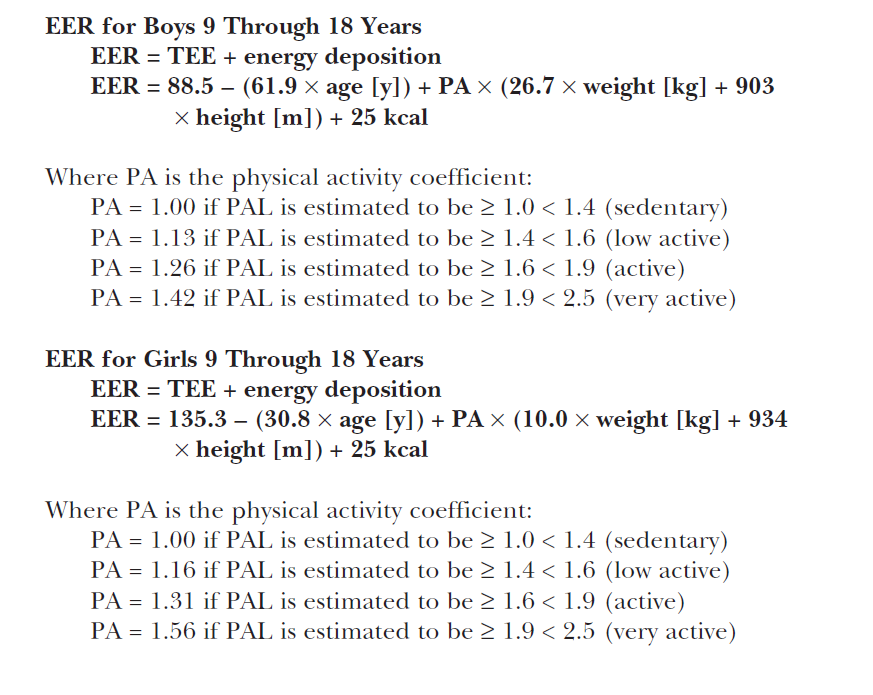 EER for Boys 9 Through 18 Years
EER = TEE + energy deposition
EER = 88.5 – (61.9 × age [y]) + PA × (26.7 × weight [kg] + 903
× height [m]) + 25 kcal
Where PA is the physical activity coefficient:
PA = 1.00 if PAL is estimated to be ≥ 1.0 < 1.4 (sedentary)
PA = 1.13 if PAL is estimated to be ≥ 1.4 < 1.6 (low active)
PA = 1.26 if PAL is estimated to be ≥ 1.6 < 1.9 (active)
PA = 1.42 if PAL is estimated to be ≥ 1.9 < 2.5 (very active)
EER for Girls 9 Through 18 Years
EER = TEE + energy deposition
EER = 135.3 – (30.8 × age [y]) + PA × (10.0 × weight [kg] + 934
× height [m]) + 25 kcal
Where PA is the physical activity coefficient:
PA = 1.00 if PAL is estimated to be ≥ 1.0 < 1.4 (sedentary)
PA = 1.16 if PAL is estimated to be ≥ 1.4 < 1.6 (low active)
PA = 1.31 if PAL is estimated to be ≥ 1.6 < 1.9 (active)
PA = 1.56 if PAL is estimated to be ≥ 1.9 < 2.5 (very active)